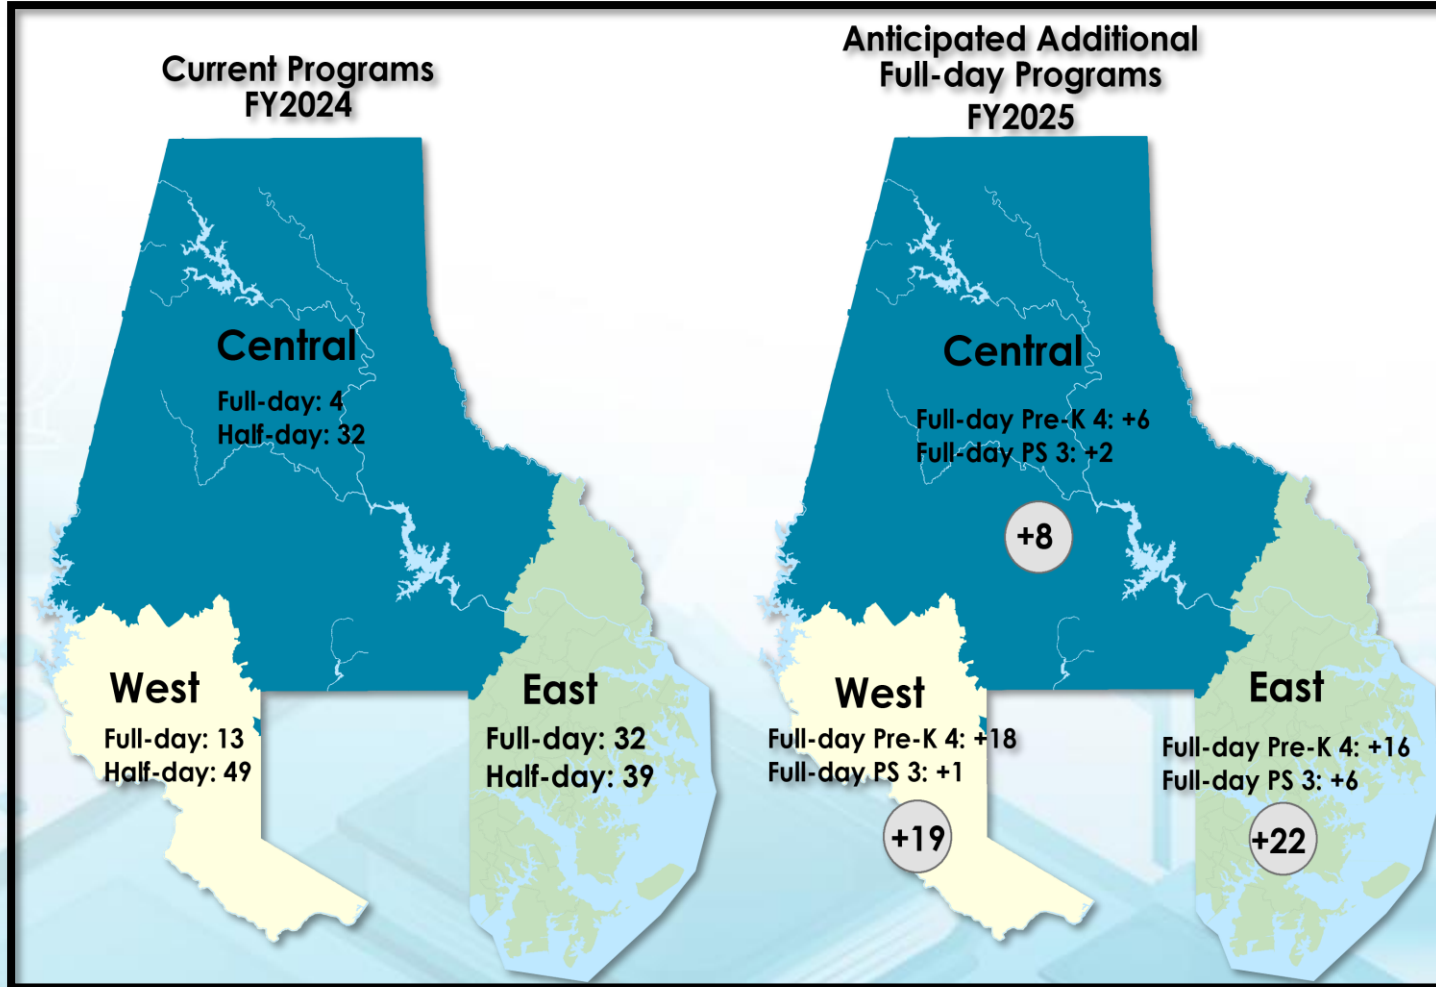 Current Programs
FY2024
Central
Full-day: 4
Half-day: 32
West
Full-day: 13
Half-day: 49
East
Full-day: 32
Half-day: 39
Anticipated Additional
Full-day Programs
FY2025
Central
Full-day Pre-K 4: +6
Full-day PS 3: +2
+8
West
Full-day Pre-K 4: +18
Full-day PS 3: +1
+19
East
Full-day Pre-K 4: +16
Full-day PS 3: +6
+22